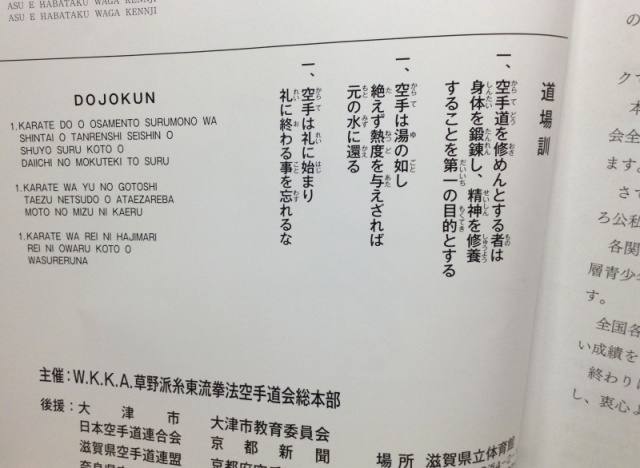 ASU E HABATAKU WAGA KENNJI
ASU E HABATAKU WAGA KENNJI
道場訓
一、空手道を修めんとする者は
身体を鍛錬し、精神を修養
することを第一の目的とする
一、空手は湯の如し
絶えず熱度を与えざれば
元の水に還る
一、空手は礼に始まり
礼に終わる事を忘れるな
DOJOKUN
1.KARATE DO O OSAMENTO SURUMONO WA
SHINTAI O TANRENSHI SEISHIN O
SHUYO SURU KOTO O
DAIICHI NO MOKUTEKI TO SURU
1.KARATE WA YU NO GOTOSHI
TAEZU NETSUDO O ATAEZAREBA
MOTO NO MIZU NI KAERU
1.KARATE WA REI NI HAJIMARI
REI NI OWARU KOTO O
WASURERUNA
主催：W.K.K.A.草野派糸東流拳法空手道会総本部
後援：大津市 大津市教育委員会
日本空手道連合会 京都新聞
滋賀県空手道連盟
場所 滋賀県立体育館
の
ク
本
会全
ます。
さて
ろ公私
各関
層青少年
す。
全国各
い成績を
終わりに
し、衷心よ